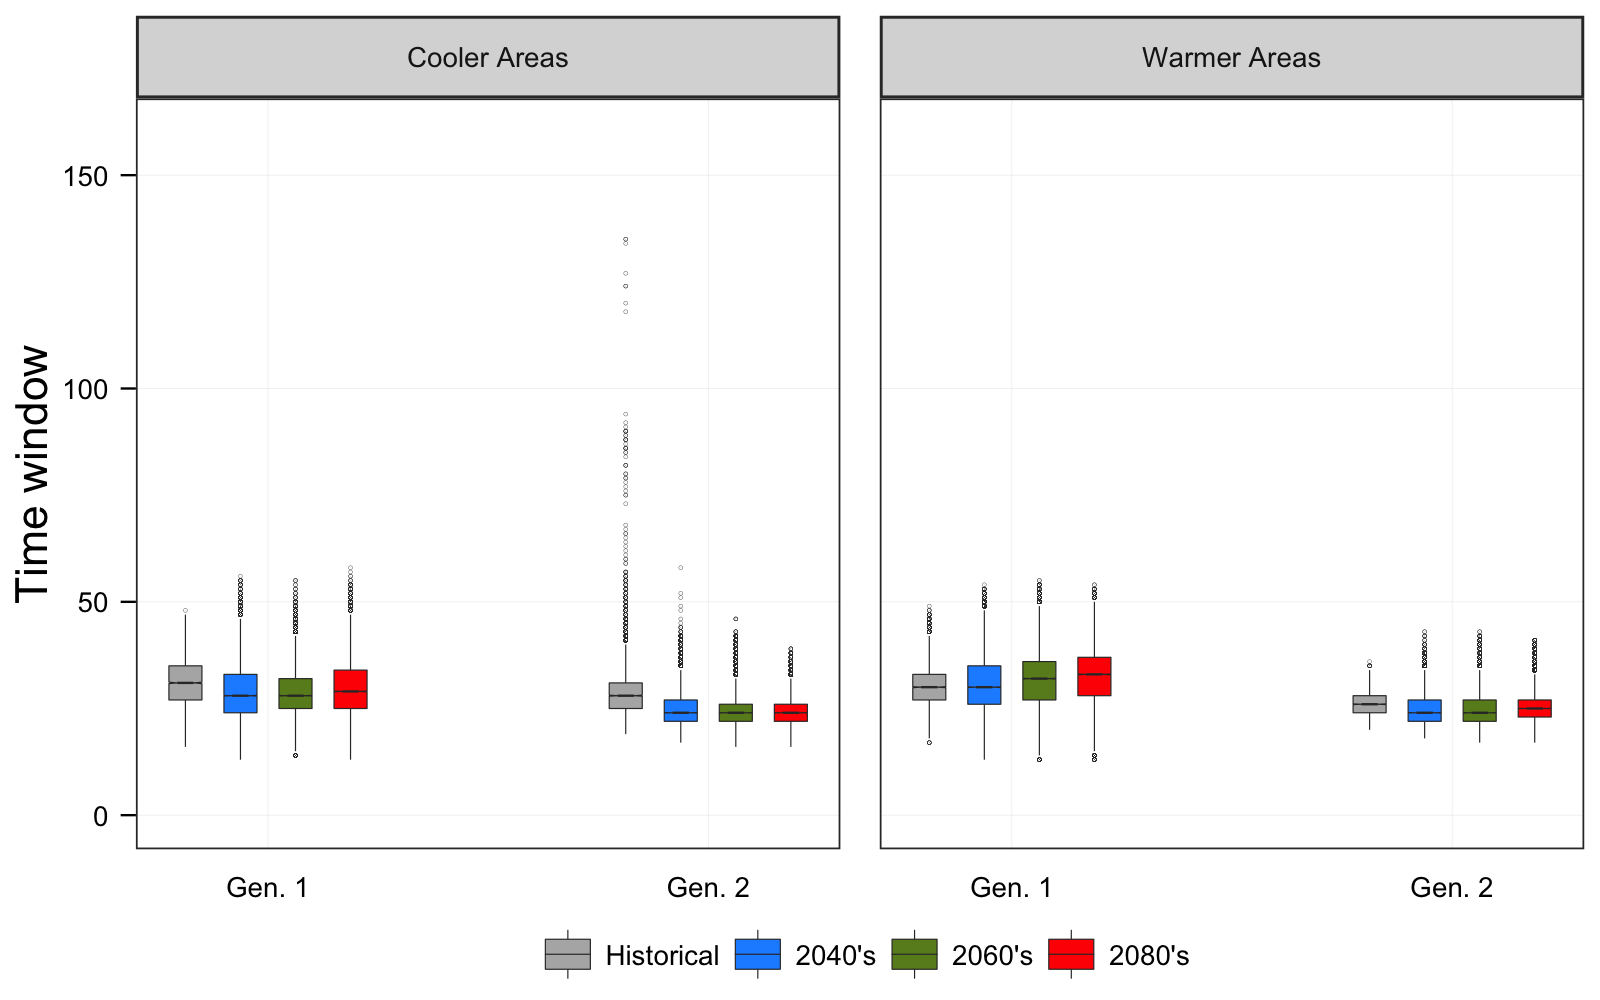 Cooler Areas
Warmer Areas
Time window
150
100
50
0
Gen. 1
Gen. 2
Gen. 1
Gen. 2
Historical
2040's
2060's
2080's